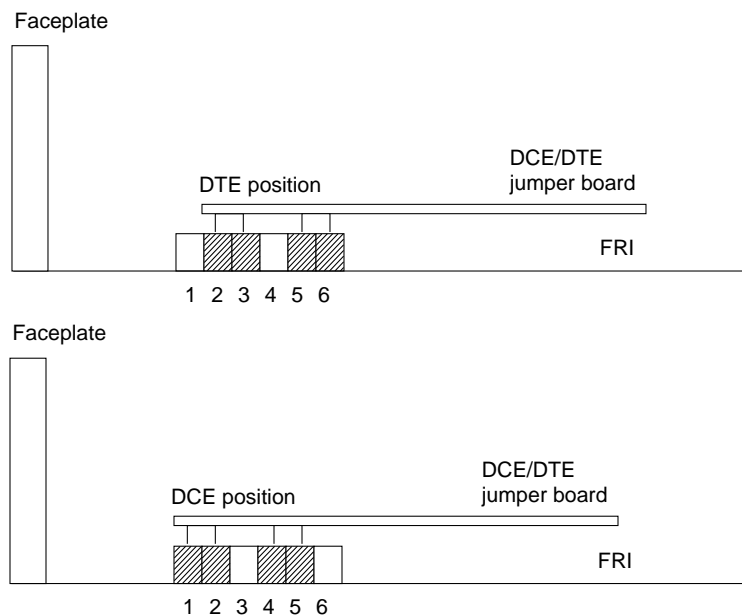 Faceplate
DCE/DTE
jumper board
DTE position
FRI
1 2 3 4 5 6
Faceplate
DCE/DTE
jumper board
DCE position
FRI
1 2 3 4 5 6